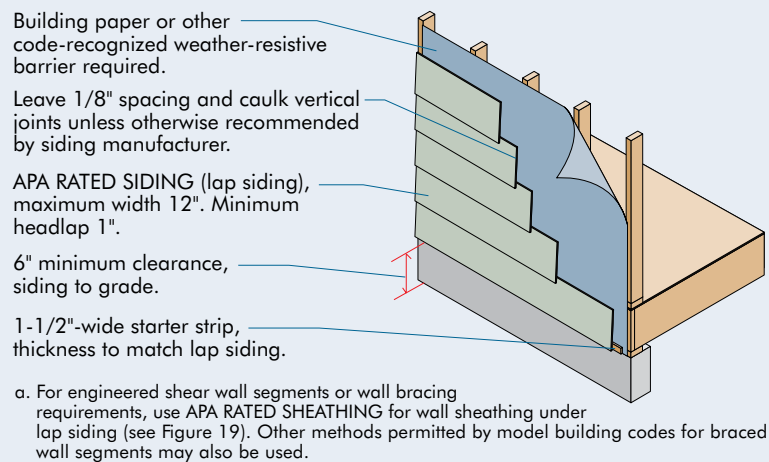 Building paper or other
code-recognized weather-resistive
barrier required.
Leave 1/8" spacing and caulk vertical
joints unless otherwise recommended
by siding manufacturer.
APA RATED SIDING (lap siding),
maximum width 12". Minimum
headlap 1".
6" minimum clearance,
siding to grade.
1-1/2"-wide starter strip,
thickness to match lap siding.
a. For engineered shear wall segments or wall bracing
requirements, use APA RATED SHEATHING for wall sheathing under
lap siding (see Figure 19). Other methods permitted by model building codes for braced
wall segments may also be used.